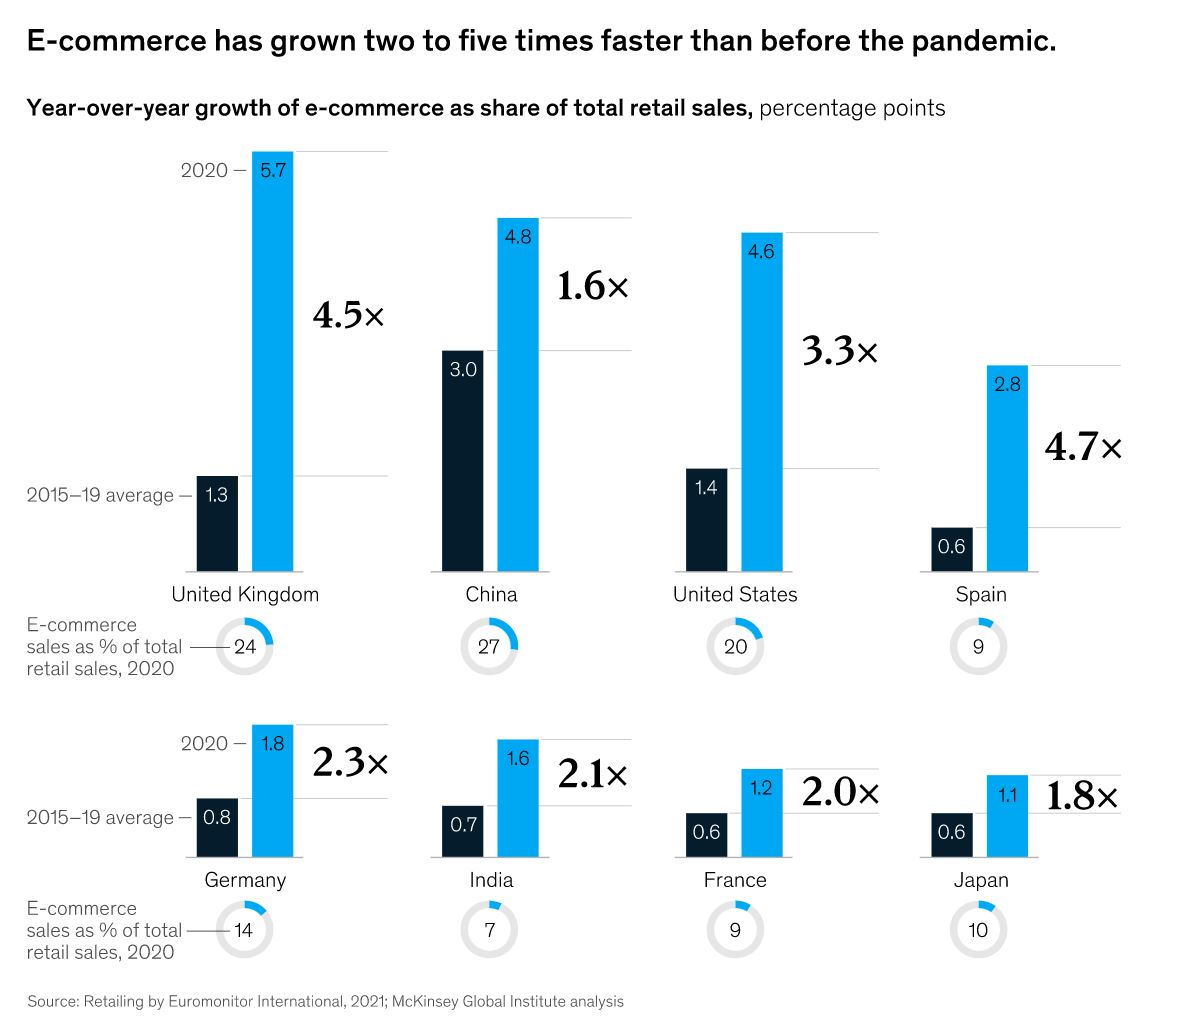 E-commerce has grown two to five times faster than before the pandemic.
Year-over-year growth of e-commerce as share of total retail sales, percentage points
2020
5.7
4.5×
2015–19 average
1.3
United Kingdom
4.8
1.6×
3.0
China
4.6
3.3×
1.4
United States
2.8
4.7×
0.6
Spain
E-commerce
sales as % of total
retail sales, 2020
24
27
20
9
2020
1.8
2.3×
2015–19 average
0.8
Germany
1.6
2.1×
0.7
India
1.2
2.0×
0.6
France
1.1
1.8×
0.6
Japan
E-commerce
sales as % of total
retail sales, 2020
14
7
9
10
Source: Retailing by Euromonitor International, 2021; McKinsey Global Institute analysis